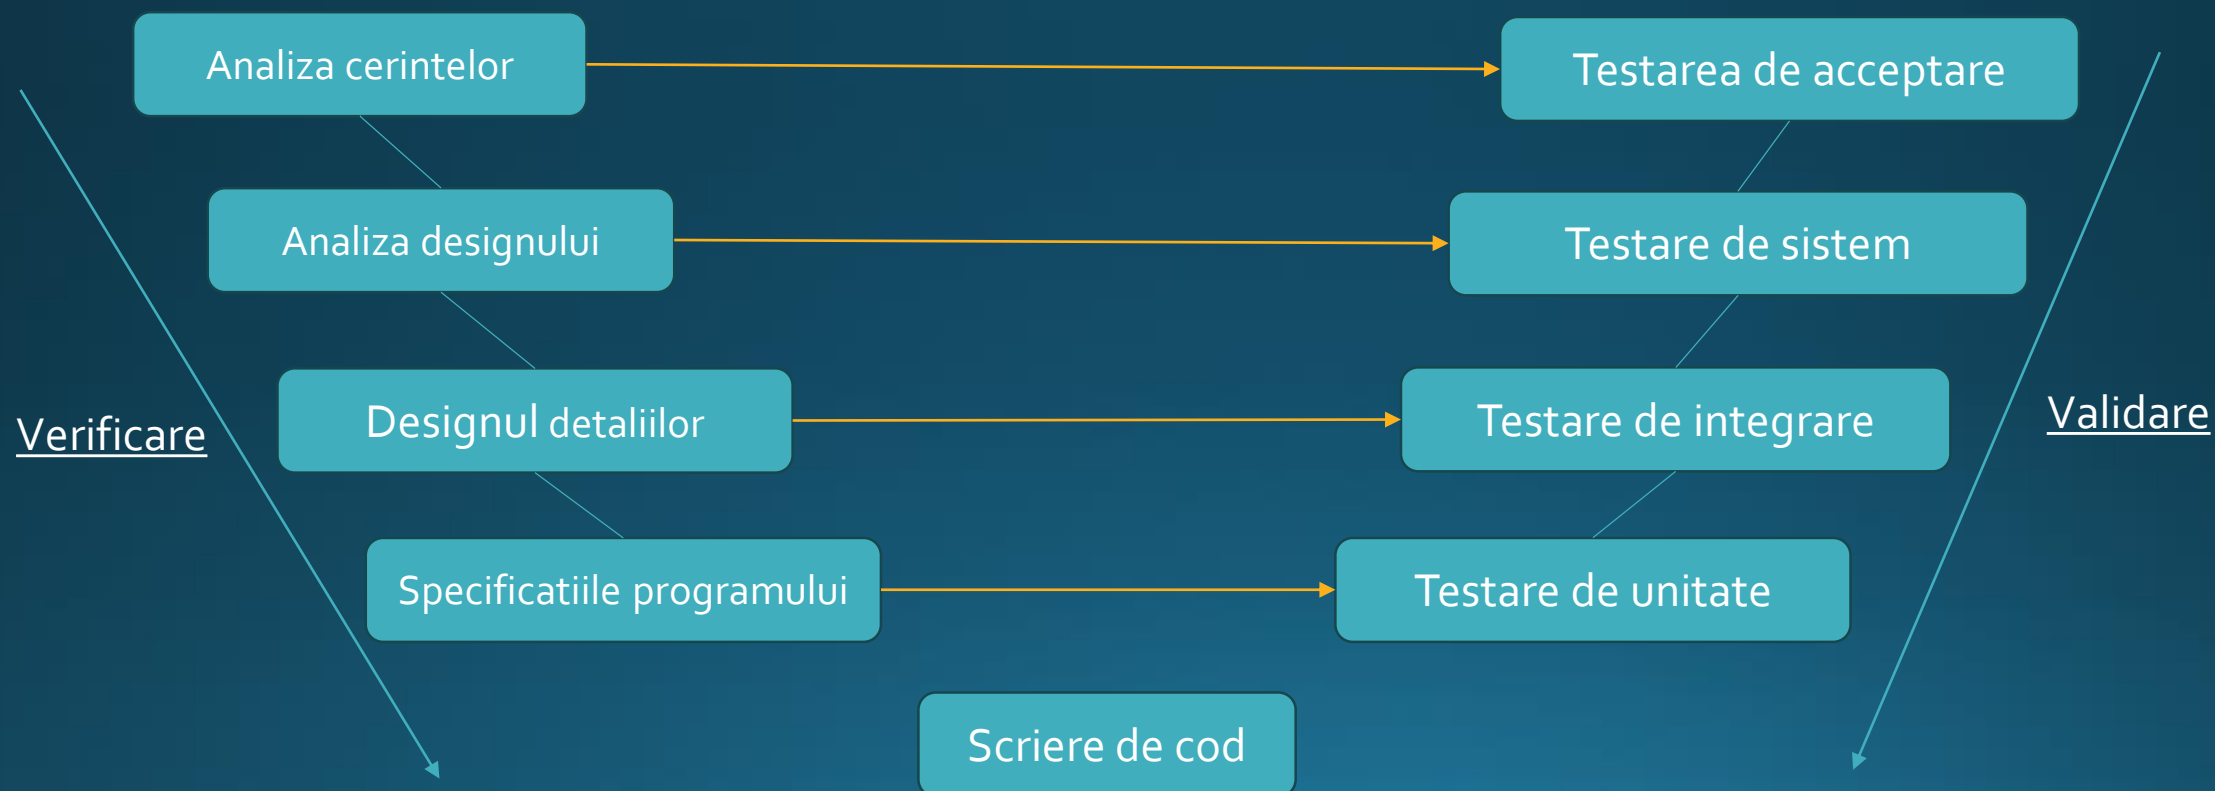 Analiza cerintelor
Testarea de acceptare
Analiza designului
Testare de sistem
Verificare
Designul detaliilor
Testare de integrare
Validare
Specificatiile programului
Testare de unitate
Scriere de cod